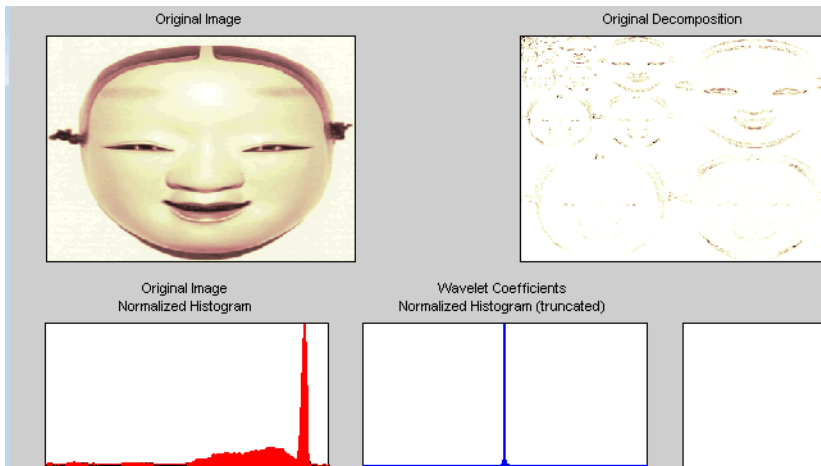 Original Image
Original Decomposition
Original Image
Normalized Histogram
Wavelet Coefficients
Normalized Histogram (truncated)